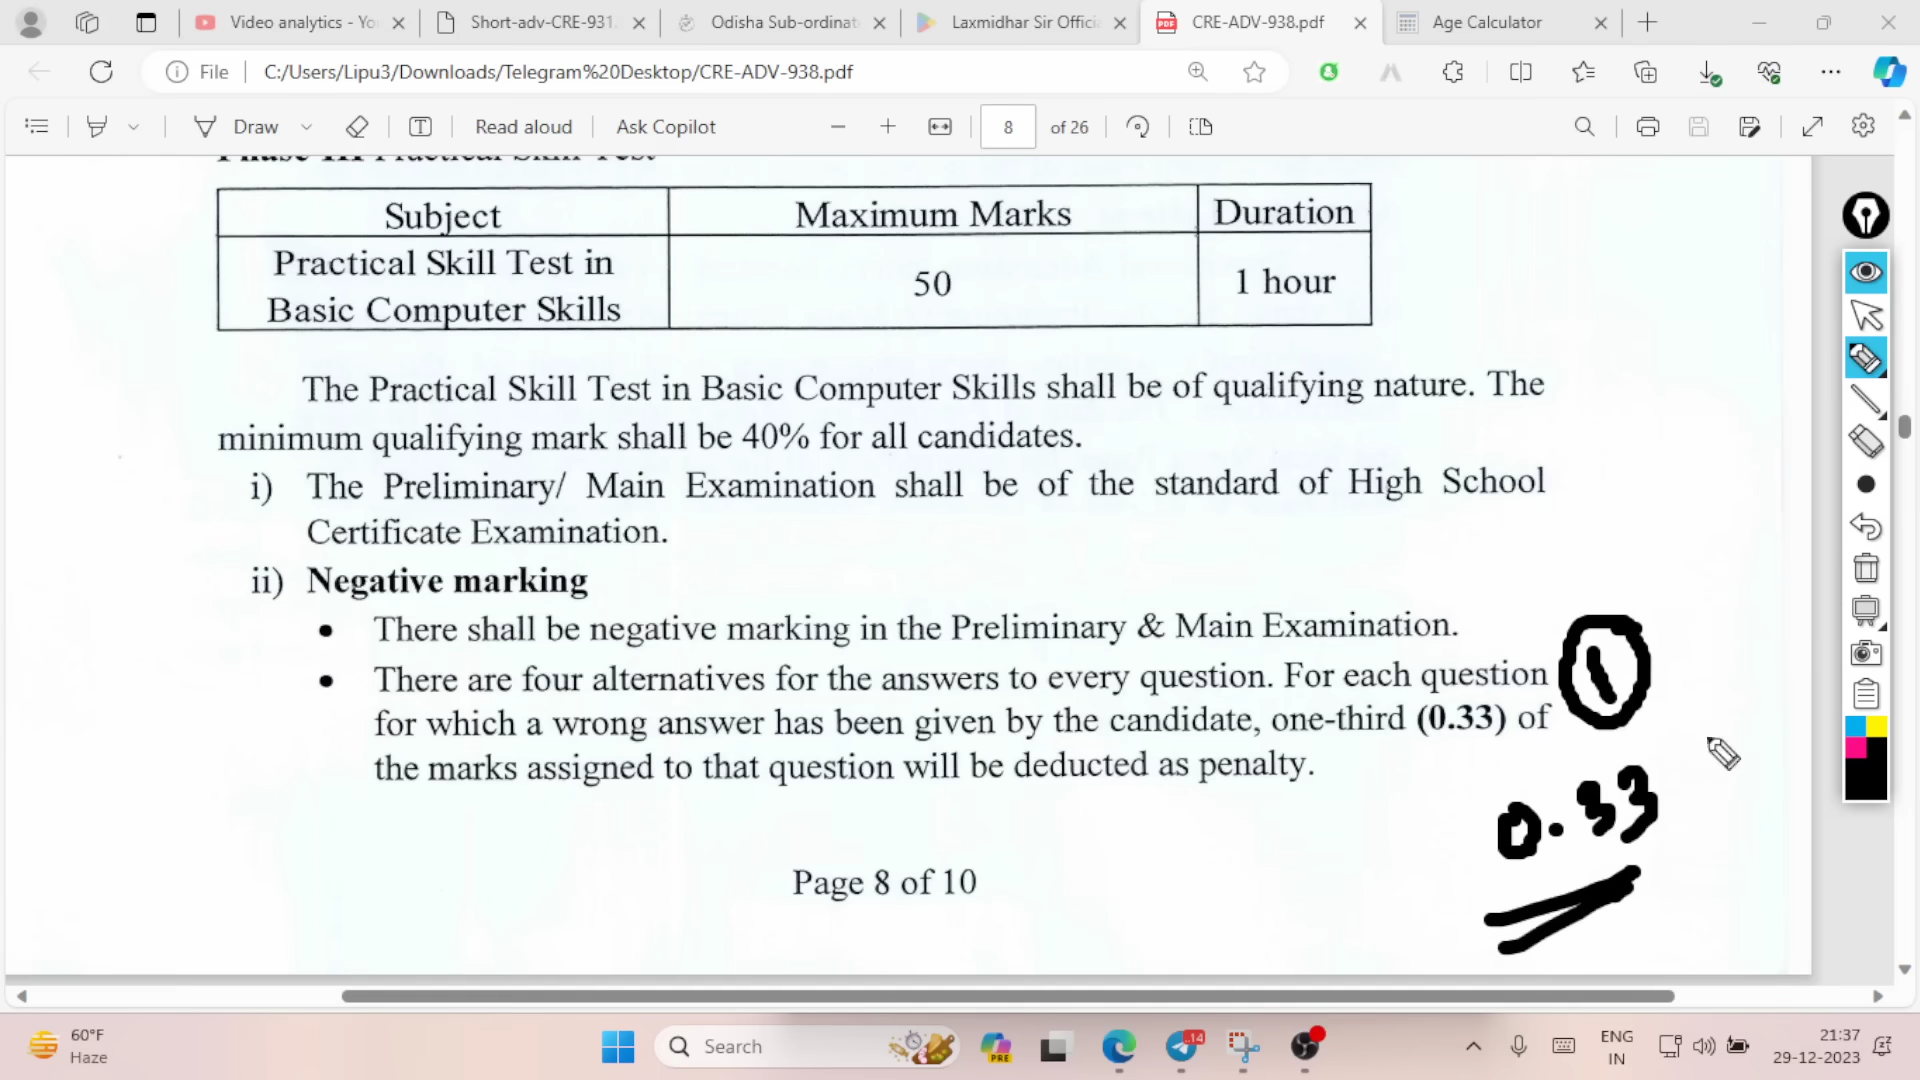 Video analytics - Yo
Short-adv-CRE-931.
Odisha Sub-ordinat
Laxmidhar Sir Officia
CRE-ADV-938.pdf
Age Calculator
File
C:/Users/Lipu3/Downloads/Telegram%20Desktop/CRE-ADV-938.pdf
Draw
Read aloud
Ask Copilot
8
of 26
Phase III Practical Skill Test
Subject
Maximum Marks
Duration
Practical Skill Test in
Basic Computer Skills
50
1 hour
The Practical Skill Test in Basic Computer Skills shall be of qualifying nature. The
minimum qualifying mark shall be 40% for all candidates.
i) The Preliminary/ Main Examination shall be of the standard of High School
Certificate Examination.
ii) Negative marking
• There shall be negative marking in the Preliminary & Main Examination.
• There are four alternatives for the answers to every question. For each question
for which a wrong answer has been given by the candidate, one-third (0.33) of
the marks assigned to that question will be deducted as penalty.
1
0.33
Page 8 of 10
60°F
Haze
Search
PRE
14
ENG
IN
21:37
29-12-2023